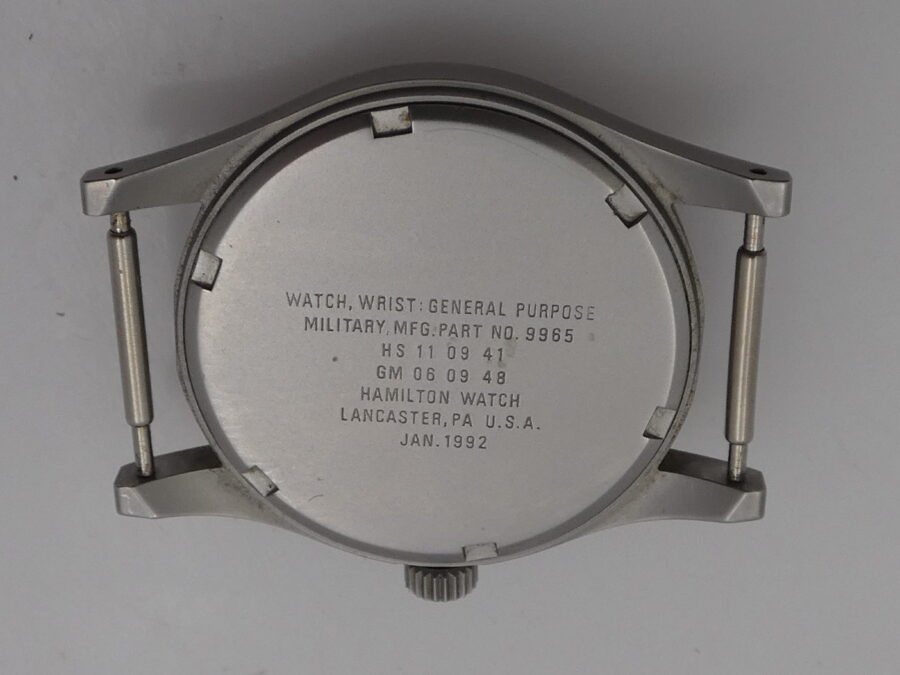 WATCH, WRIST: GENERAL PURPOSE
MILITARY, MFG. PART NO. 9965
HS 11 09 41
GM 06 09 48
HAMILTON WATCH
LANCASTER, PA U.S.A.
JAN. 1992